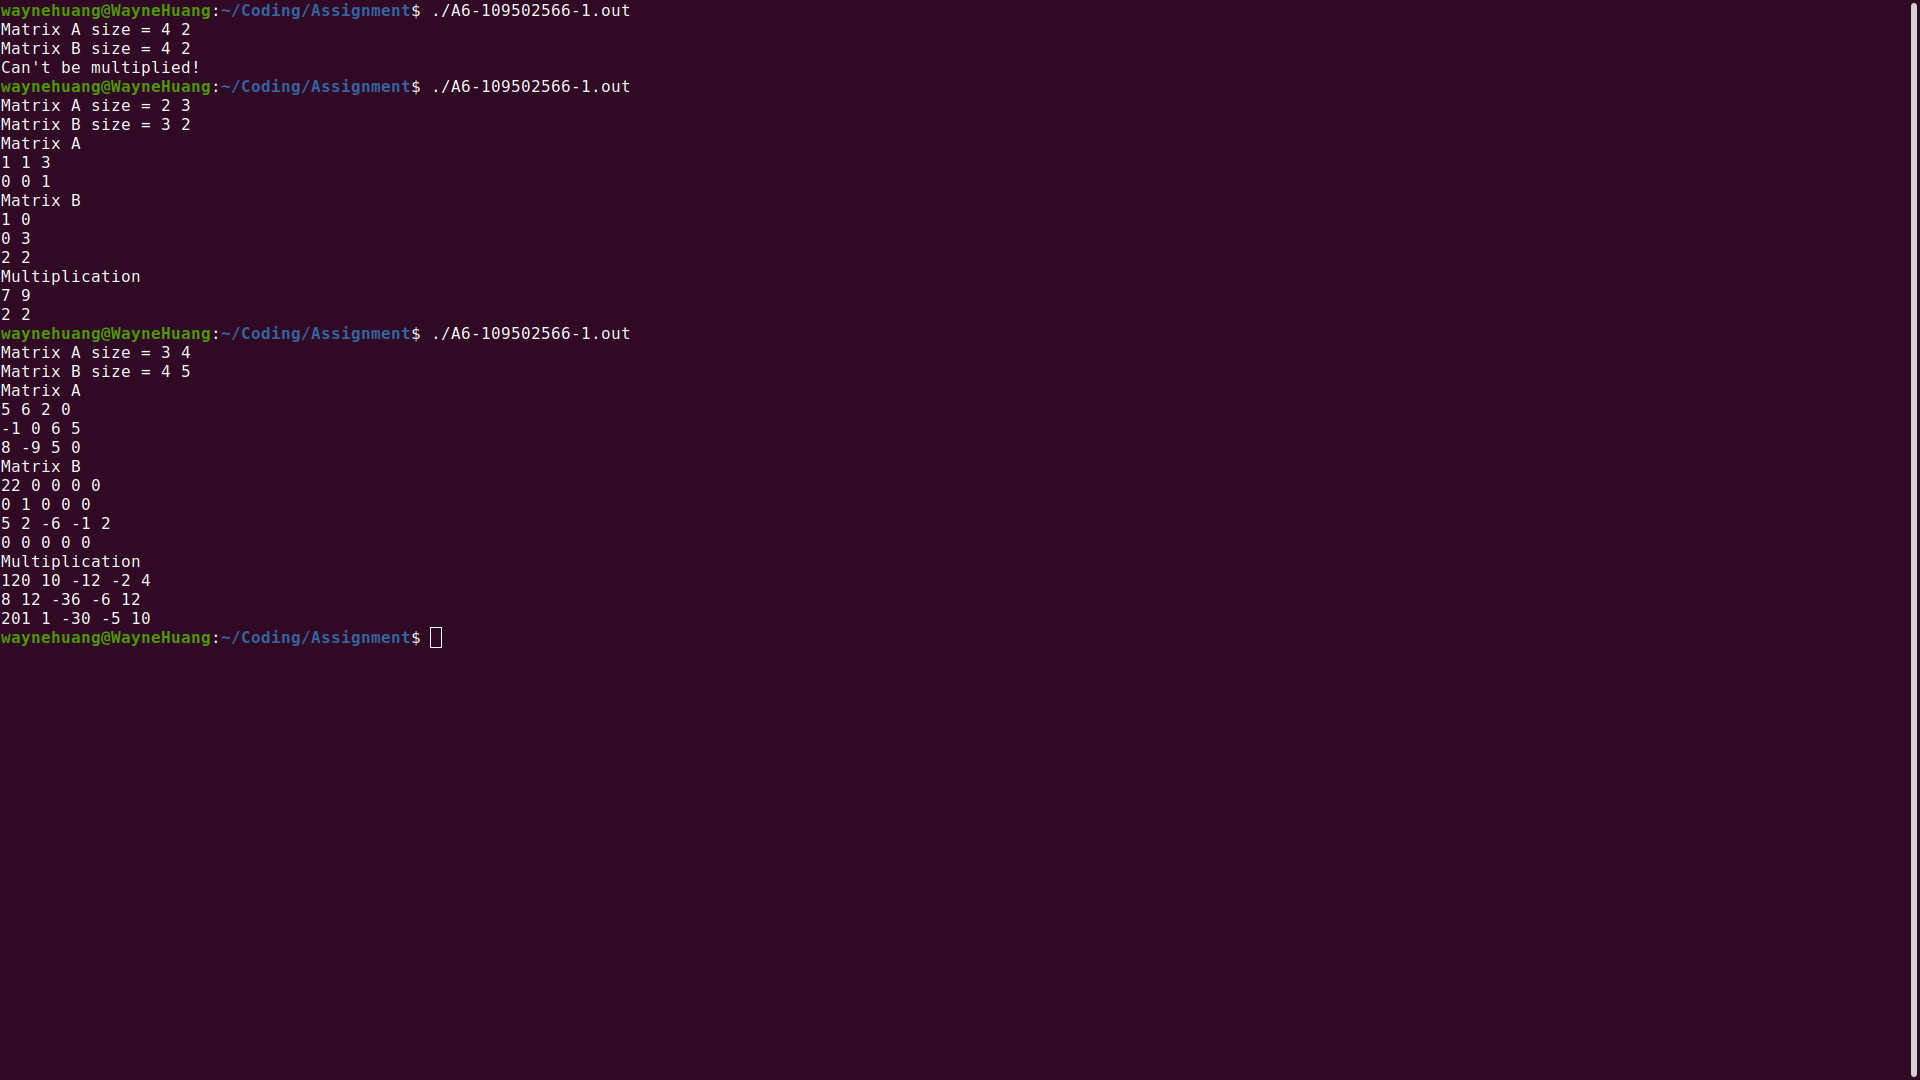 waynehuang@WayneHuang:~/Coding/Assignment$ ./A6-109502566-1.out
Matrix A size = 4 2
Matrix B size = 4 2
Can't be multiplied!
waynehuang@WayneHuang:~/Coding/Assignment$ ./A6-109502566-1.out
Matrix A size = 2 3
Matrix B size = 3 2
Matrix A
1 1 3
0 0 1
Matrix B
1 0
0 3
2 2
Multiplication
7 9
2 2
waynehuang@WayneHuang:~/Coding/Assignment$ ./A6-109502566-1.out
Matrix A size = 3 4
Matrix B size = 4 5
Matrix A
5 6 2 0
-1 0 6 5
8 -9 5 0
Matrix B
22 0 0 0 0
0 1 0 0 0
5 2 -6 -1 2
0 0 0 0 0
Multiplication
120 10 -12 -2 4
8 12 -36 -6 12
201 1 -30 -5 10
waynehuang@WayneHuang:~/Coding/Assignment$